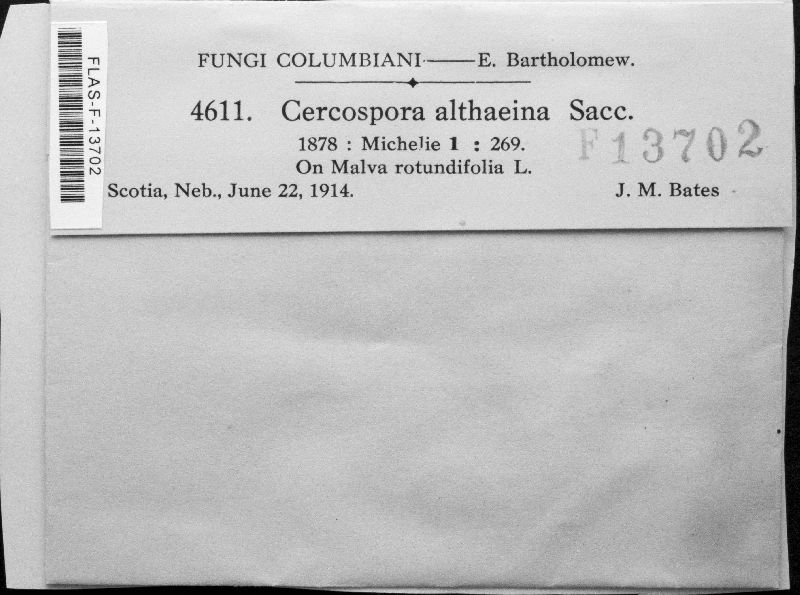 FUNGI COLUMBIANI——E. Bartholomew.
4611. Cercospora althaeina Sacc.
1878 : Michelie 1 : 269.
On Malva rotundifolia L.
Scotia, Neb., June 22, 1914. J. M. Bates
F13702
FLAS-F-13702